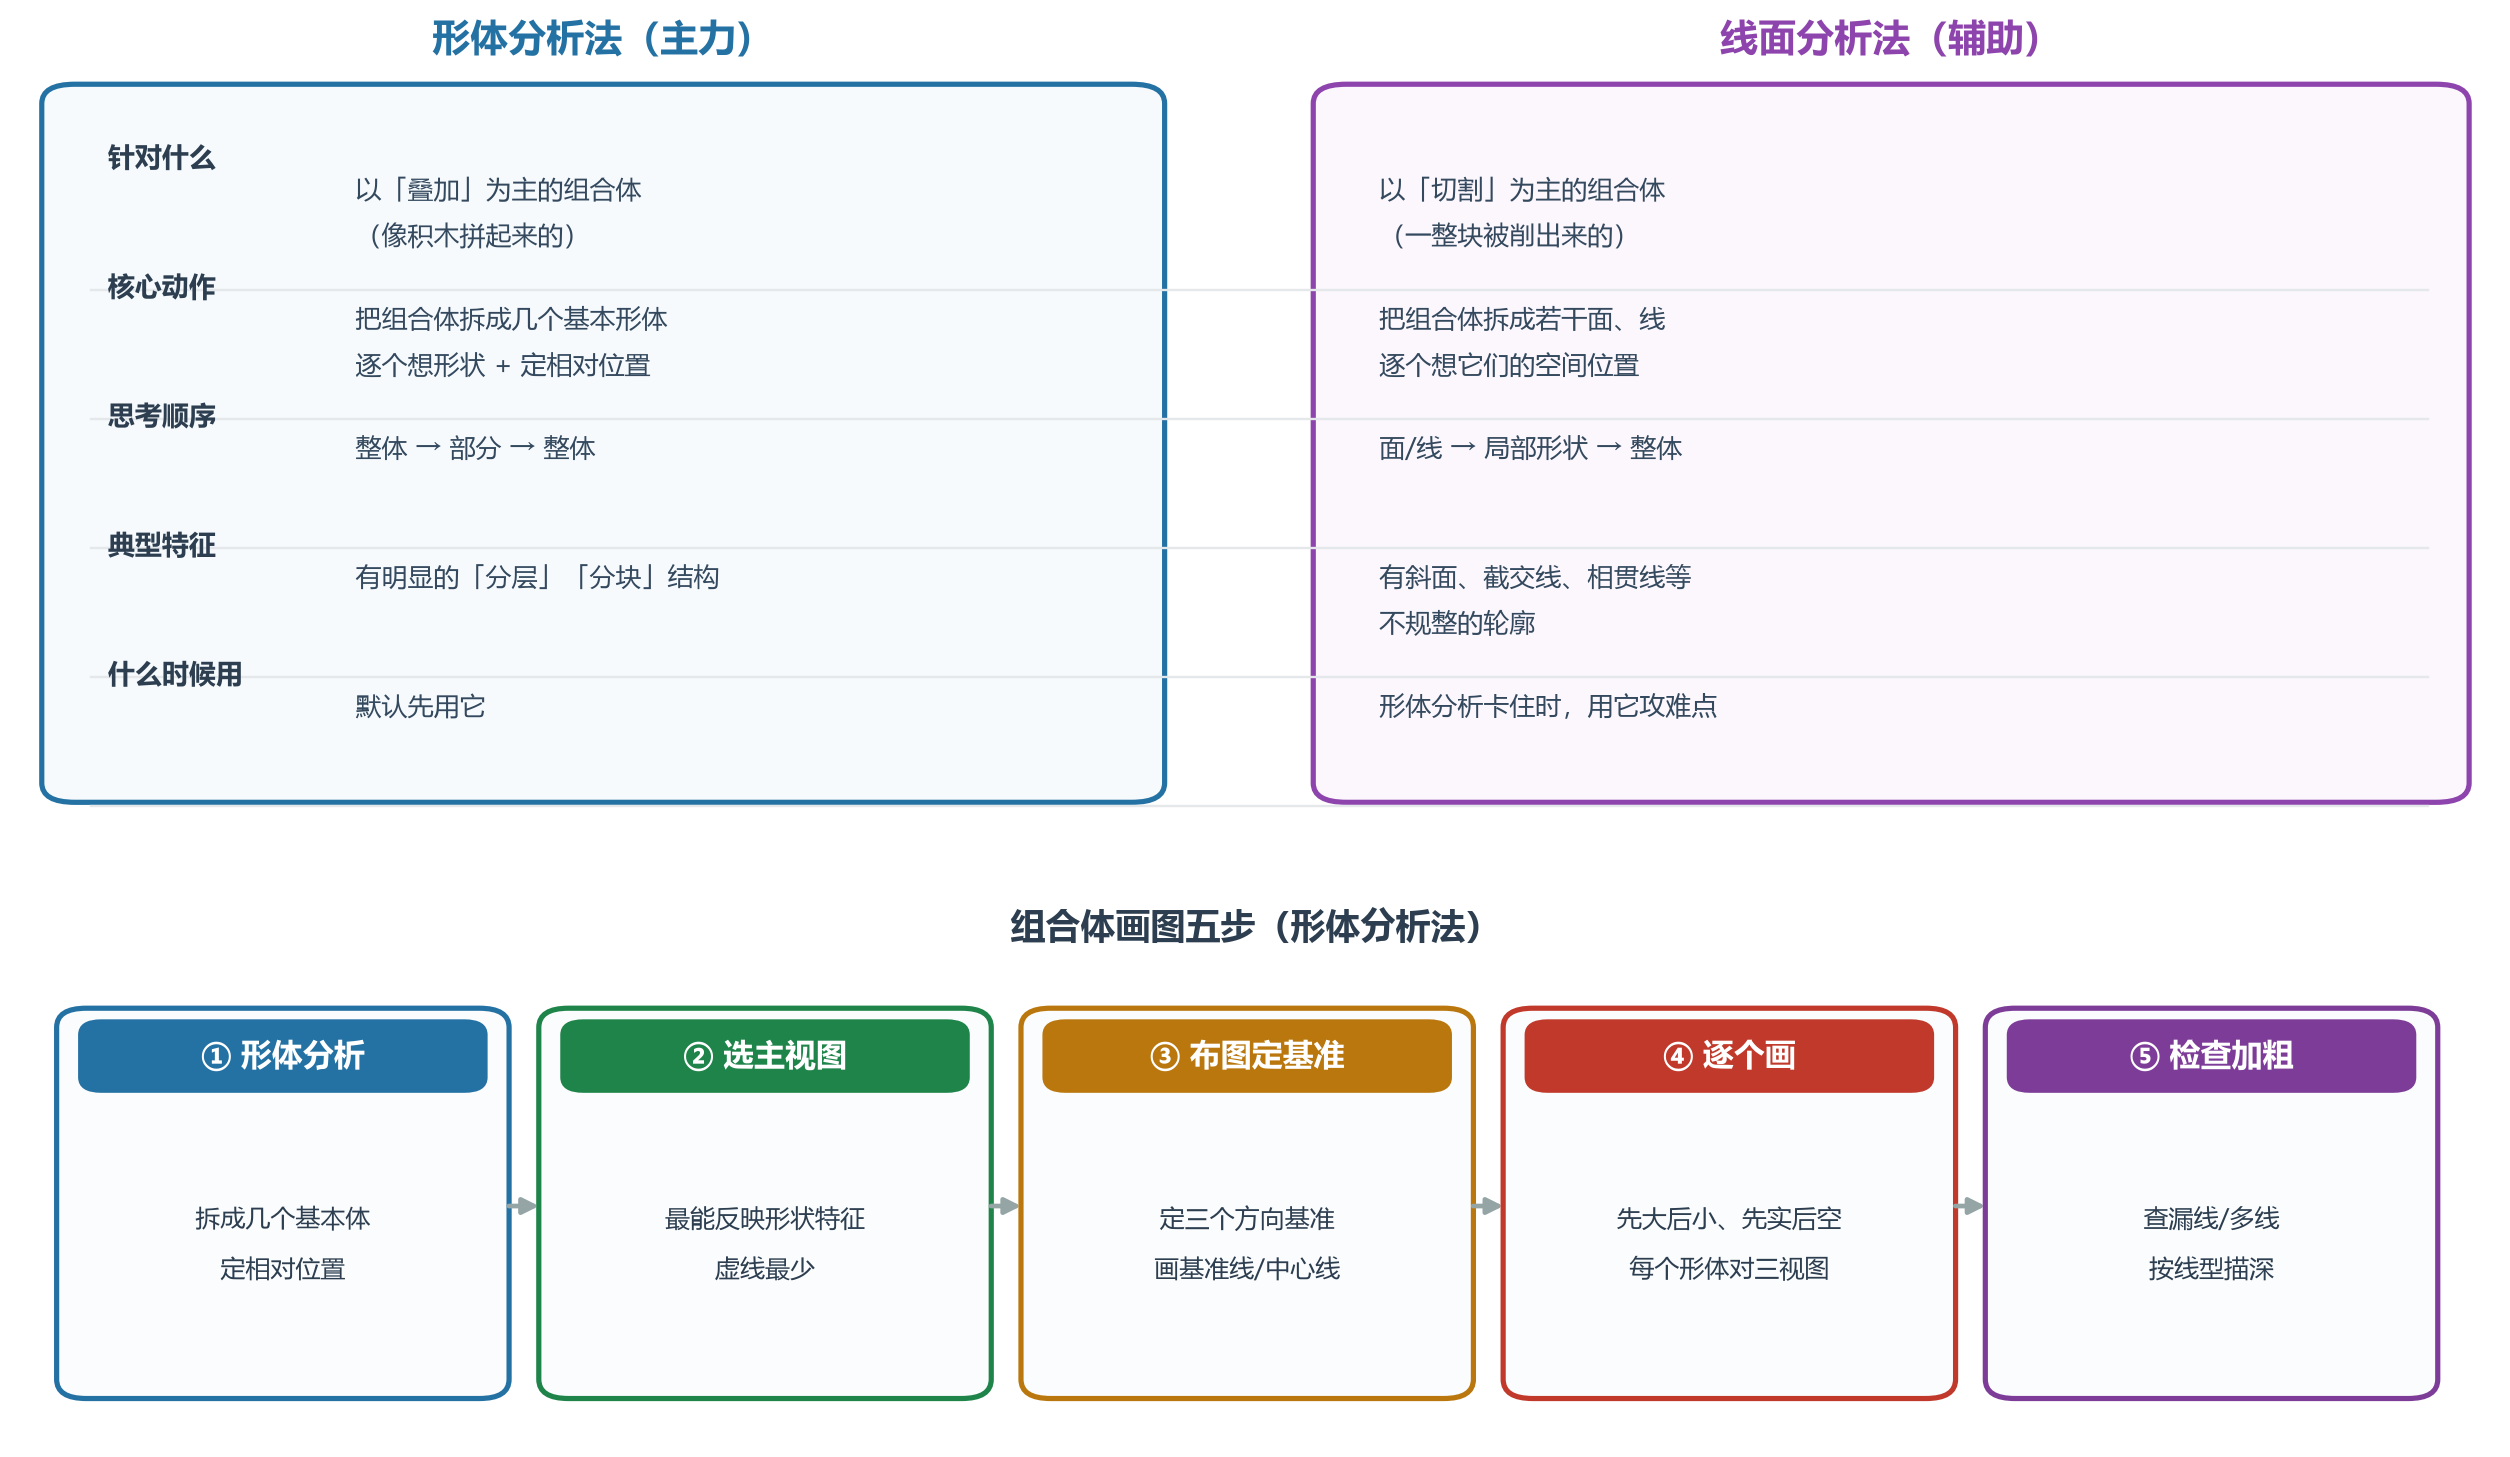 形体分析法（主力）
线面分析法（辅助）
针对什么
以「叠加」为主的组合体
（像积木拼起来的）
以「切割」为主的组合体
（一整块被削出来的）
核心动作
把组合体拆成几个基本形体
逐个想形状 + 定相对位置
把组合体拆成若干面、线
逐个想它们的空间位置
思考顺序
整体 → 部分 → 整体
面/线 → 局部形状 → 整体
典型特征
有明显的「分层」「分块」结构
有斜面、截交线、相贯线等
不规整的轮廓
什么时候用
默认先用它
形体分析卡住时，用它攻难点
组合体画图五步（形体分析法）
① 形体分析
拆成几个基本体
定相对位置
② 选主视图
最能反映形状特征
虚线最少
③ 布图定基准
定三个方向基准
画基准线/中心线
④ 逐个画
先大后小、先实后空
每个形体对三视图
⑤ 检查加粗
查漏线/多线
按线型描深